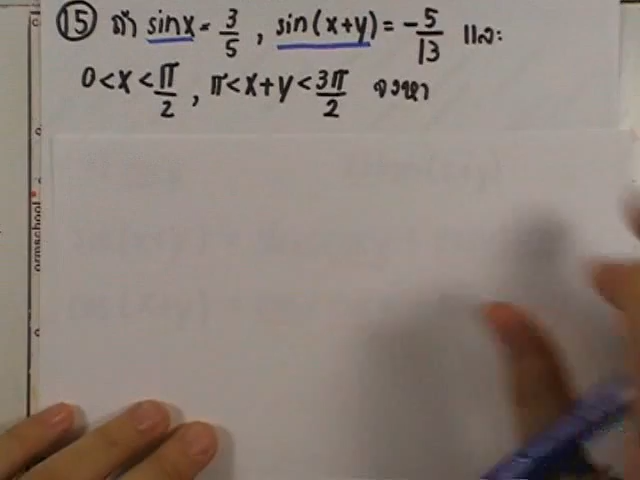 ⑮ ถ้า sinx = 3/5 , sin(x+y) = -5/13 และ
0<x<π/2 , π<x+y<3π/2 จงหา
ormschool